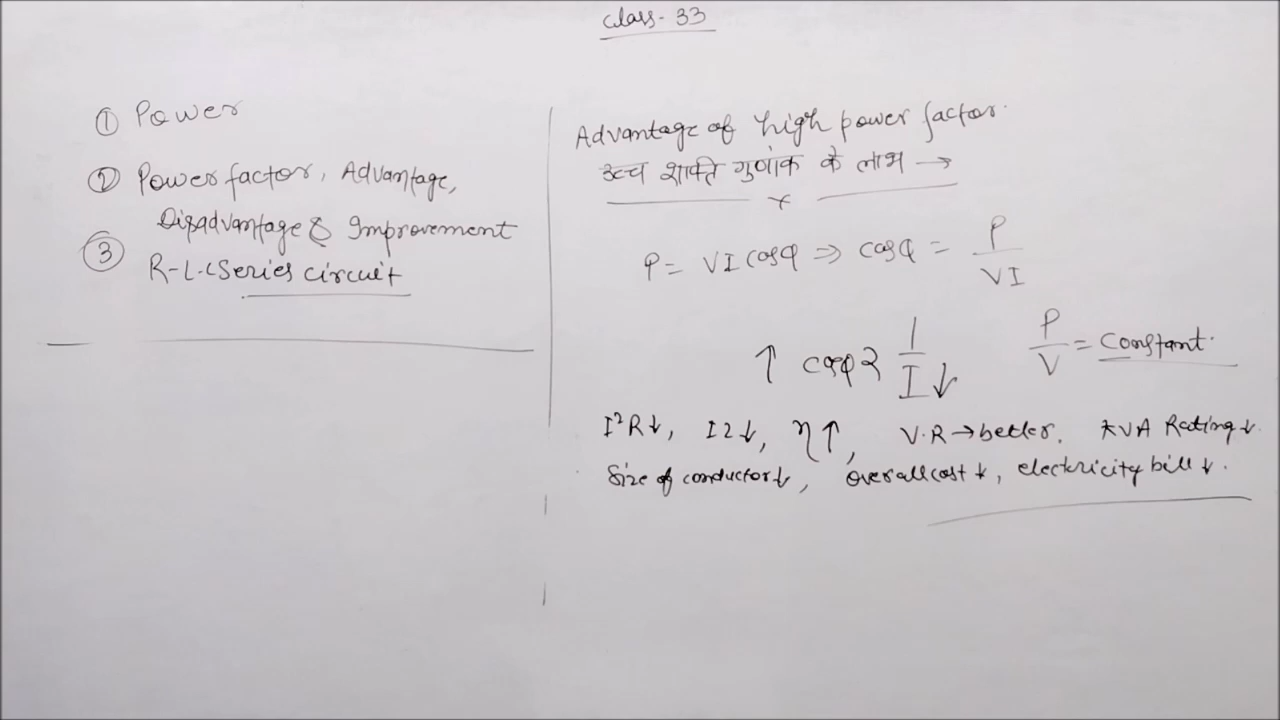 Class-33
① Power
② Power factor, Advantage,
Disadvantage & Improvement
③ R-L-C Series circuit
Advantage of high power factor.
उच्च शक्ति गुणांक के लाभ →
P = VI cosφ ⇒ cosφ = P/VI
↑ cosφ ∝ 1/I ↓
P/V = Constant.
I²R↓, IZ↓, η↑, V.R → better. KVA Rating ↓.
Size of conductor↓, overall cost ↓, electricity bill ↓.